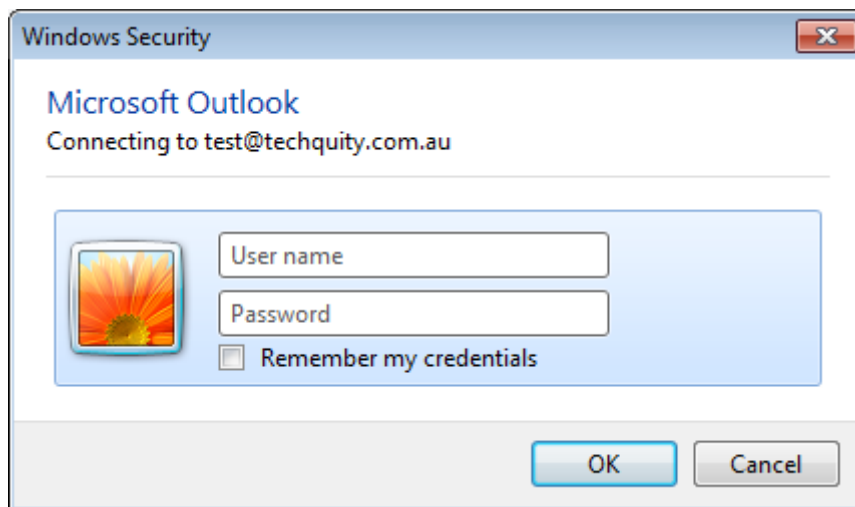 Windows Security
Microsoft Outlook
Connecting to test@techquity.com.au
User name
Password
Remember my credentials
OK
Cancel